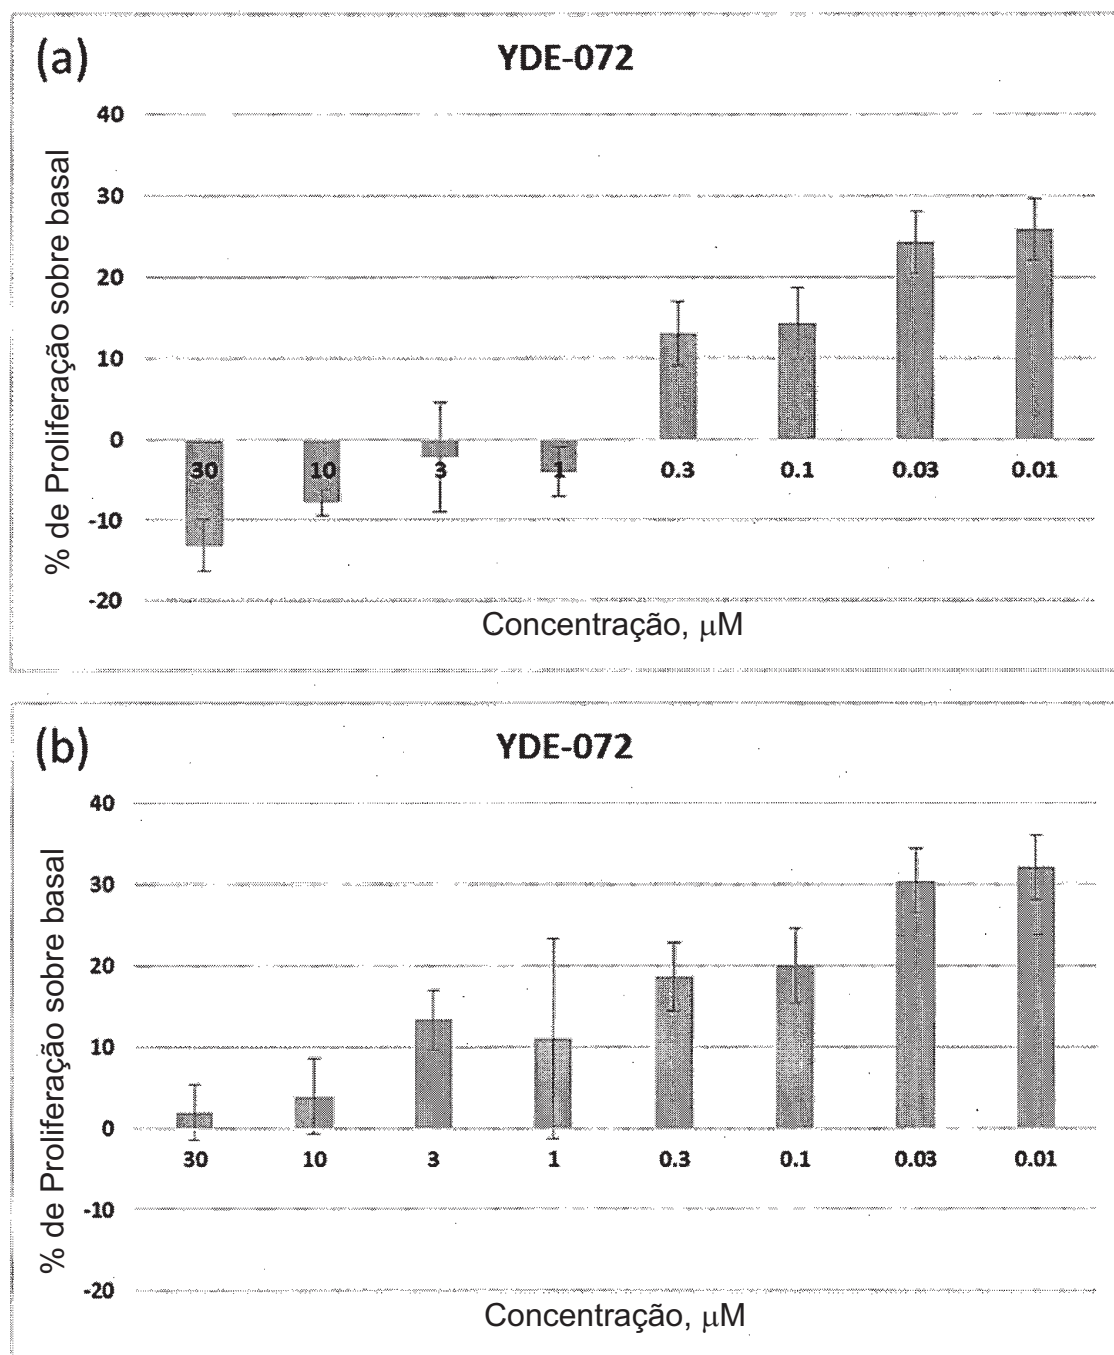 (a)
YDE-072
40
30
20
10
0
-10
-20
% de Proliferação sobre basal
30 10 3 1 0.3 0.1 0.03 0.01
Concentração, μM
(b)
YDE-072
40
30
20
10
0
-10
-20
% de Proliferação sobre basal
30 10 3 1 0.3 0.1 0.03 0.01
Concentração, μM